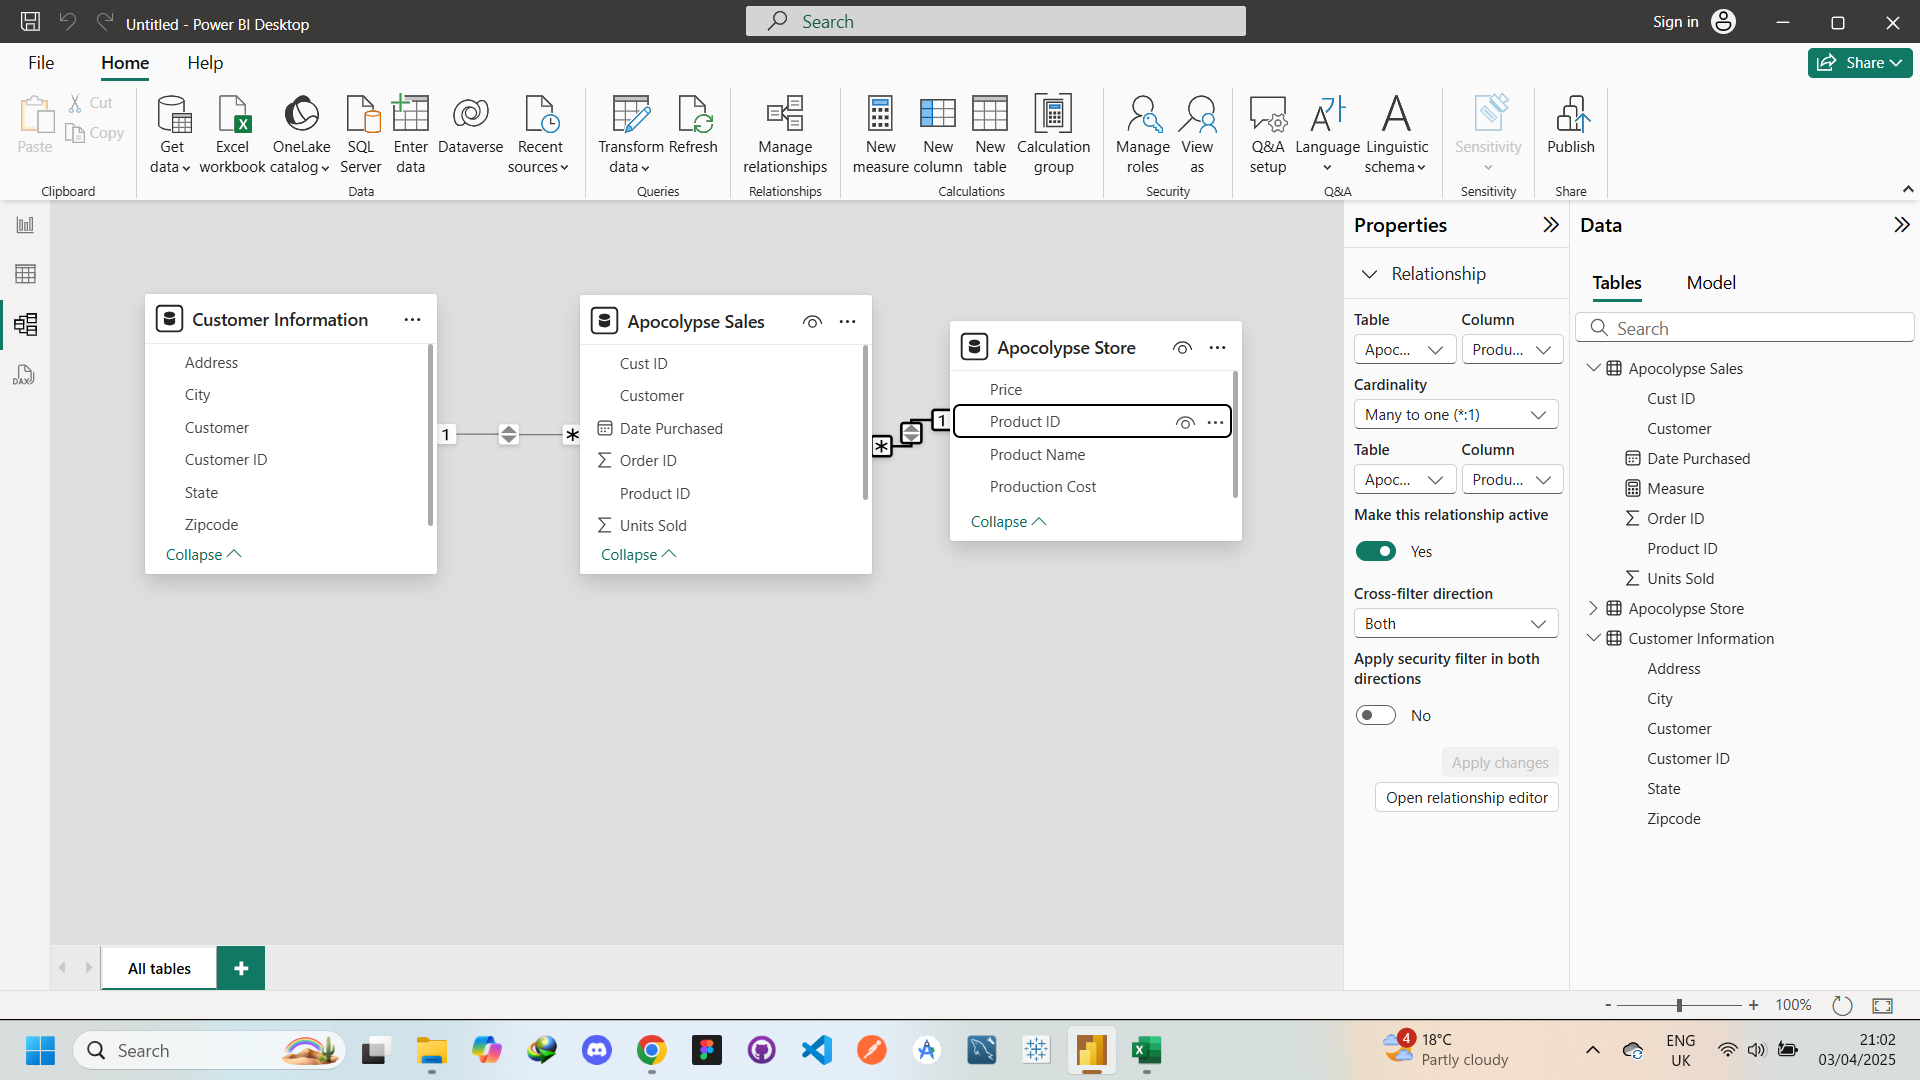 Untitled - Power BI Desktop
Search
Sign in
File
Home
Help
Share
Paste
Cut
Copy
Clipboard
Get data
Excel workbook
OneLake catalog
SQL Server
Enter data
Dataverse
Recent sources
Data
Transform data
Refresh
Queries
Manage relationships
Relationships
New measure
New column
New table
Calculation group
Calculations
Manage roles
View as
Security
Q&A setup
Language
Linguistic schema
Q&A
Sensitivity
Sensitivity
Publish
Share
DAX
Customer Information
Address
City
Customer
Customer ID
State
Zipcode
Collapse
1
*
Apocolypse Sales
Cust ID
Customer
Date Purchased
Order ID
Product ID
Units Sold
Collapse
*
1
Apocolypse Store
Price
Product ID
Product Name
Production Cost
Collapse
All tables
Properties
Relationship
Table
Column
Apoc...
Produ...
Cardinality
Many to one (*:1)
Table
Column
Apoc...
Produ...
Make this relationship active
Yes
Cross-filter direction
Both
Apply security filter in both
directions
No
Apply changes
Open relationship editor
Data
Tables
Model
Search
Apocolypse Sales
Cust ID
Customer
Date Purchased
Measure
Order ID
Product ID
Units Sold
Apocolypse Store
Customer Information
Address
City
Customer
Customer ID
State
Zipcode
- + 100%
Search
4
18°C
Partly cloudy
ENG
UK
21:02
03/04/2025